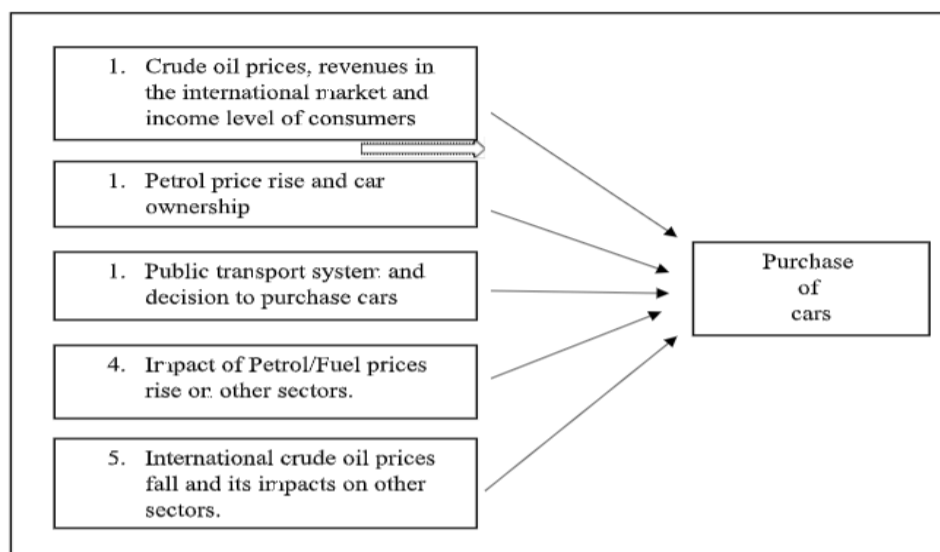 1. Crude oil prices, revenues in
the international market and
income level of consumers
1. Petrol price rise and car
ownership
1. Public transport system and
decision to purchase cars
4. Impact of Petrol/Fuel prices
rise on other sectors.
5. International crude oil prices
fall and its impacts on other
sectors.
Purchase
of
cars